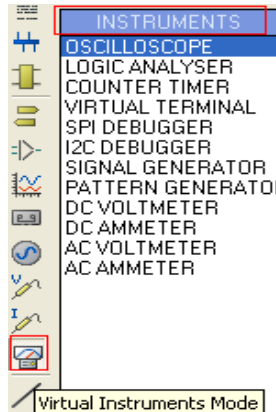 INSTRUMENTS
OSCILLOSCOPE
LOGIC ANALYSER
COUNTER TIMER
VIRTUAL TERMINAL
SPI DEBUGGER
I2C DEBUGGER
SIGNAL GENERATOR
PATTERN GENERATO
DC VOLTMETER
DC AMMETER
AC VOLTMETER
AC AMMETER
V
I
Virtual Instruments Mode